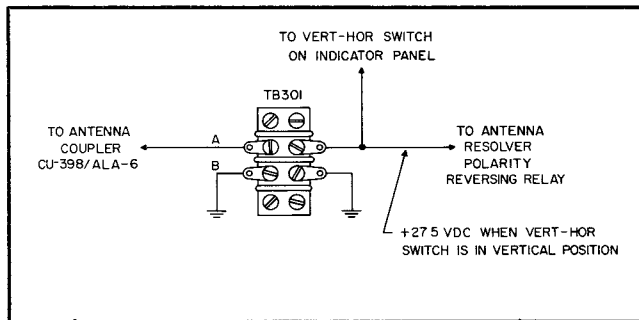 TO VERT-HOR SWITCH
ON INDICATOR PANEL
TB301
TO ANTENNA
COUPLER
CU-398/ALA-6
A
B
TO ANTENNA
RESOLVER
POLARITY
REVERSING RELAY
+27.5 VDC WHEN VERT-HOR
SWITCH IS IN VERTICAL POSITION